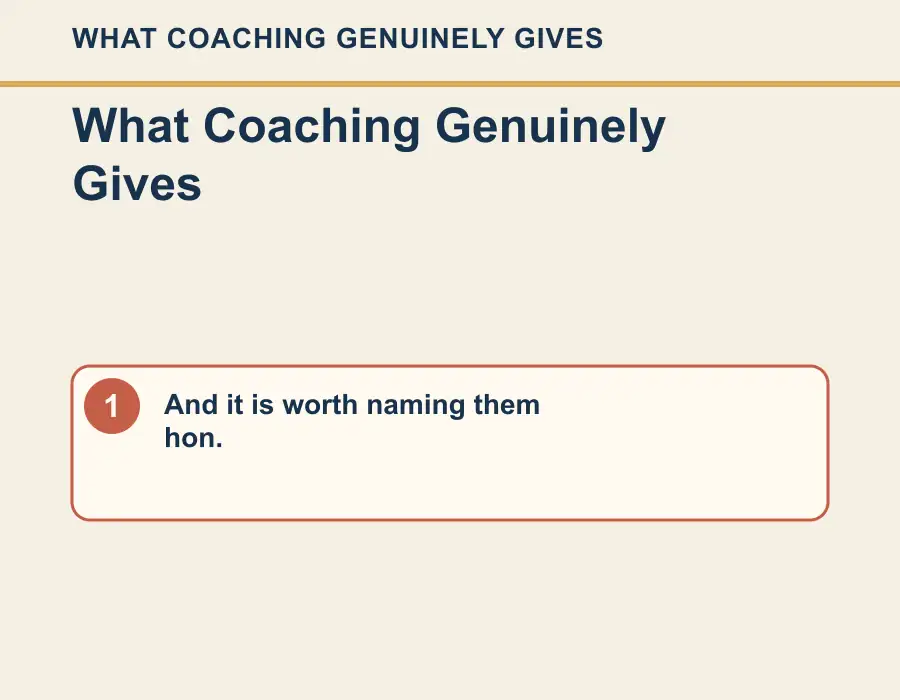 WHAT COACHING GENUINELY GIVES
What Coaching Genuinely
Gives
1
And it is worth naming them
hon.